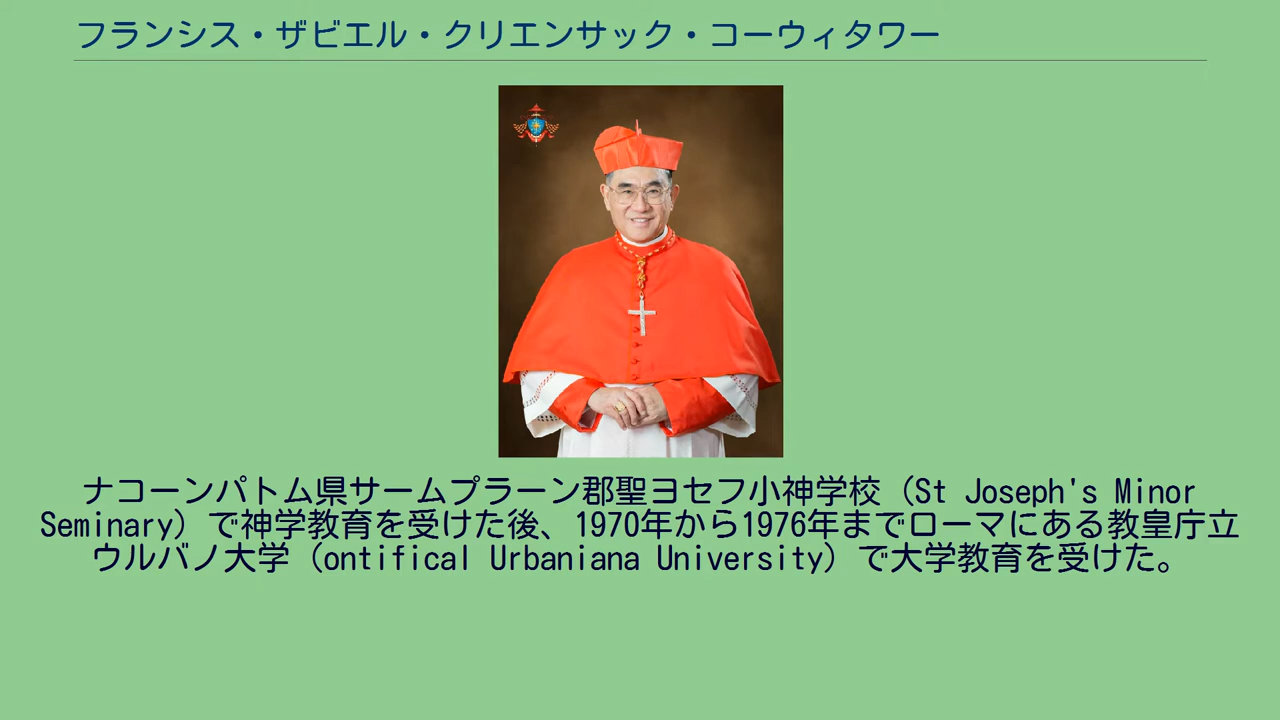 フランシス・ザビエル・クリエンサック・コーウィタワー
ナコーンパトム県サームプラーン郡聖ヨセフ小神学校（St Joseph's Minor
Seminary）で神学教育を受けた後、1970年から1976年までローマにある教皇庁立
ウルバノ大学（ontifical Urbaniana University）で大学教育を受けた。